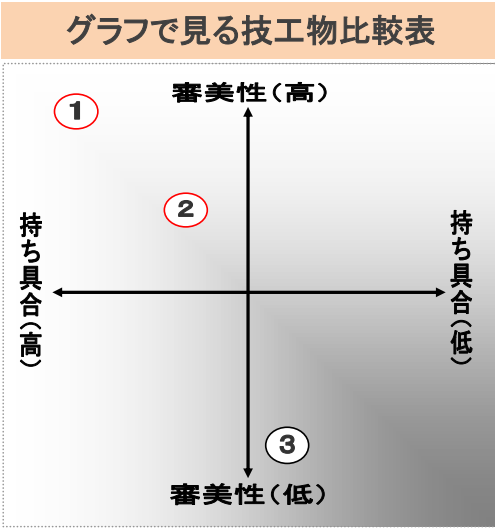 グラフで見る技工物比較表
審美性(高)
1
2
持ち具合(高)
持ち具合(低)
3
審美性(低)